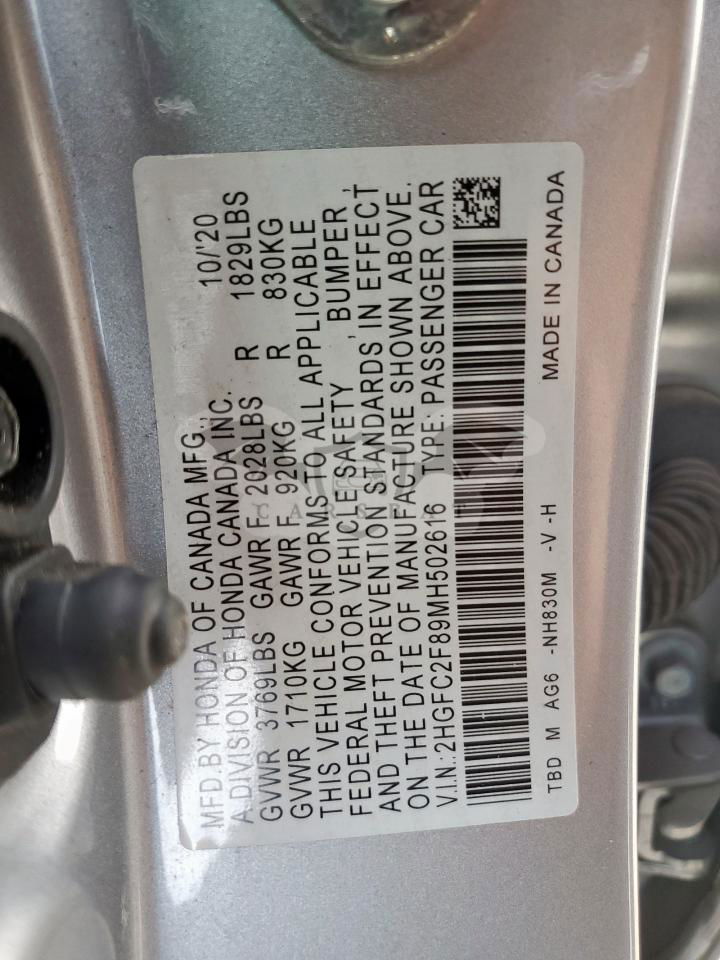 MFD.BY HONDA OF CANADA MFG., 10/'20
A DIVISION OF HONDA CANADA INC.
GVWR 3769LBS GAWR F 2028LBS R 1829LBS
GVWR 1710KG GAWR F 920KG R 830KG
THIS VEHICLE CONFORMS TO ALL APPLICABLE
FEDERAL MOTOR VEHICLE SAFETY , BUMPER ,
AND THEFT PREVENTION STANDARDS IN EFFECT
ON THE DATE OF MANUFACTURE SHOWN ABOVE.
V.I.N.:2HGFC2F89MH502616 TYPE: PASSENGER CAR
TBD M AG6 -NH830M -V -H MADE IN CANADA